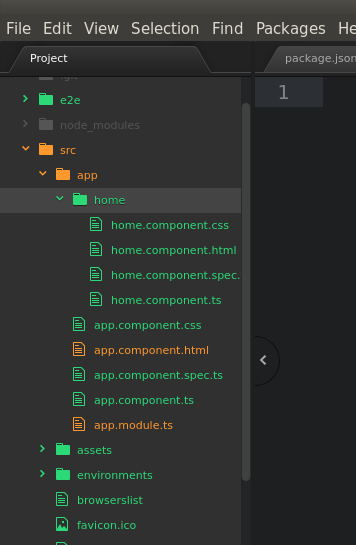 File Edit View Selection Find Packages He
Project
package.json
1
e2e
node_modules
src
app
home
home.component.css
home.component.html
home.component.spec.
home.component.ts
app.component.css
app.component.html
app.component.spec.ts
app.component.ts
app.module.ts
assets
environments
browserslist
favicon.ico